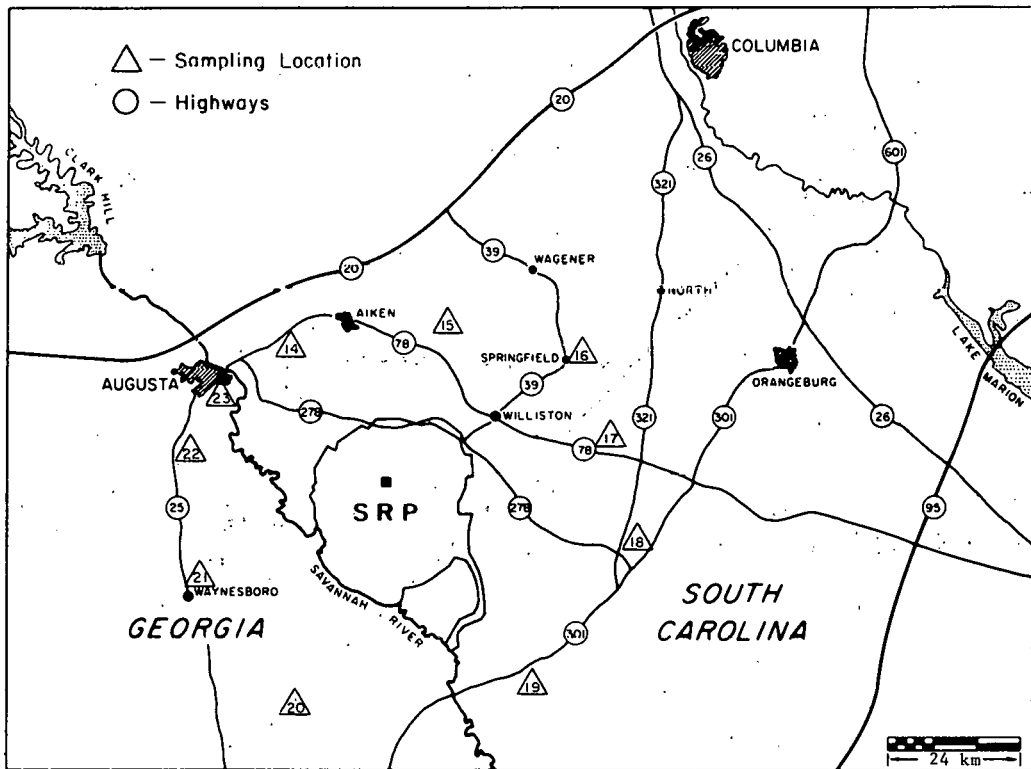 △ — Sampling Location
○ — Highways
COLUMBIA
20
26
601
321
CLARK HILL
39
WAGENER
20
NORTH
AIKEN
15
14
78
SPRINGFIELD
16
LAKE MARION
AUGUSTA
23
39
ORANGEBURG
278
WILLISTON
321
301
26
17
78
22
SRP
25
278
95
18
21
WAYNESBORO
SAVANNAH RIVER
SOUTH
CAROLINA
GEORGIA
301
19
20
24 km